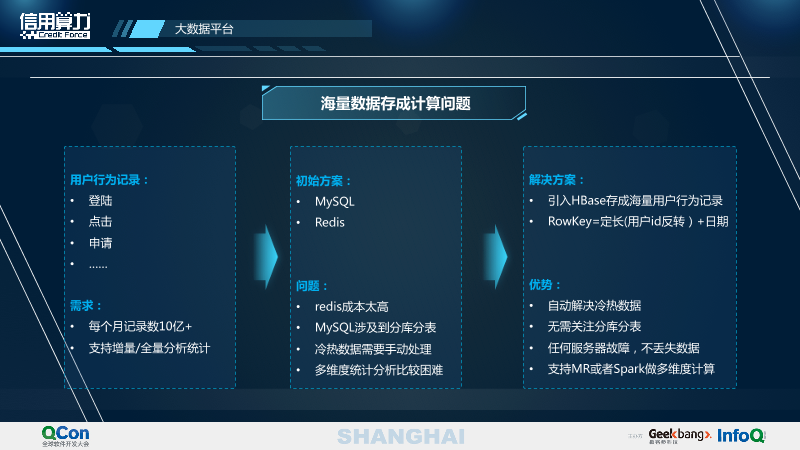 信用算力
Credit Force
大数据平台
海量数据存成计算问题
用户行为记录：
• 登陆
• 点击
• 申请
• ……
需求：
• 每个月记录数10亿+
• 支持增量/全量分析统计
初始方案：
• MySQL
• Redis
问题：
• redis成本太高
• MySQL涉及到分库分表
• 冷热数据需要手动处理
• 多维度统计分析比较困难
解决方案：
• 引入HBase存成海量用户行为记录
• RowKey=定长(用户id反转）+日期
优势：
• 自动解决冷热数据
• 无需关注分库分表
• 任何服务器故障，不丢失数据
• 支持MR或者Spark做多维度计算
QCon
全球软件开发大会
SHANGHAI
Geekbang>.
极客邦科技
InfoQ